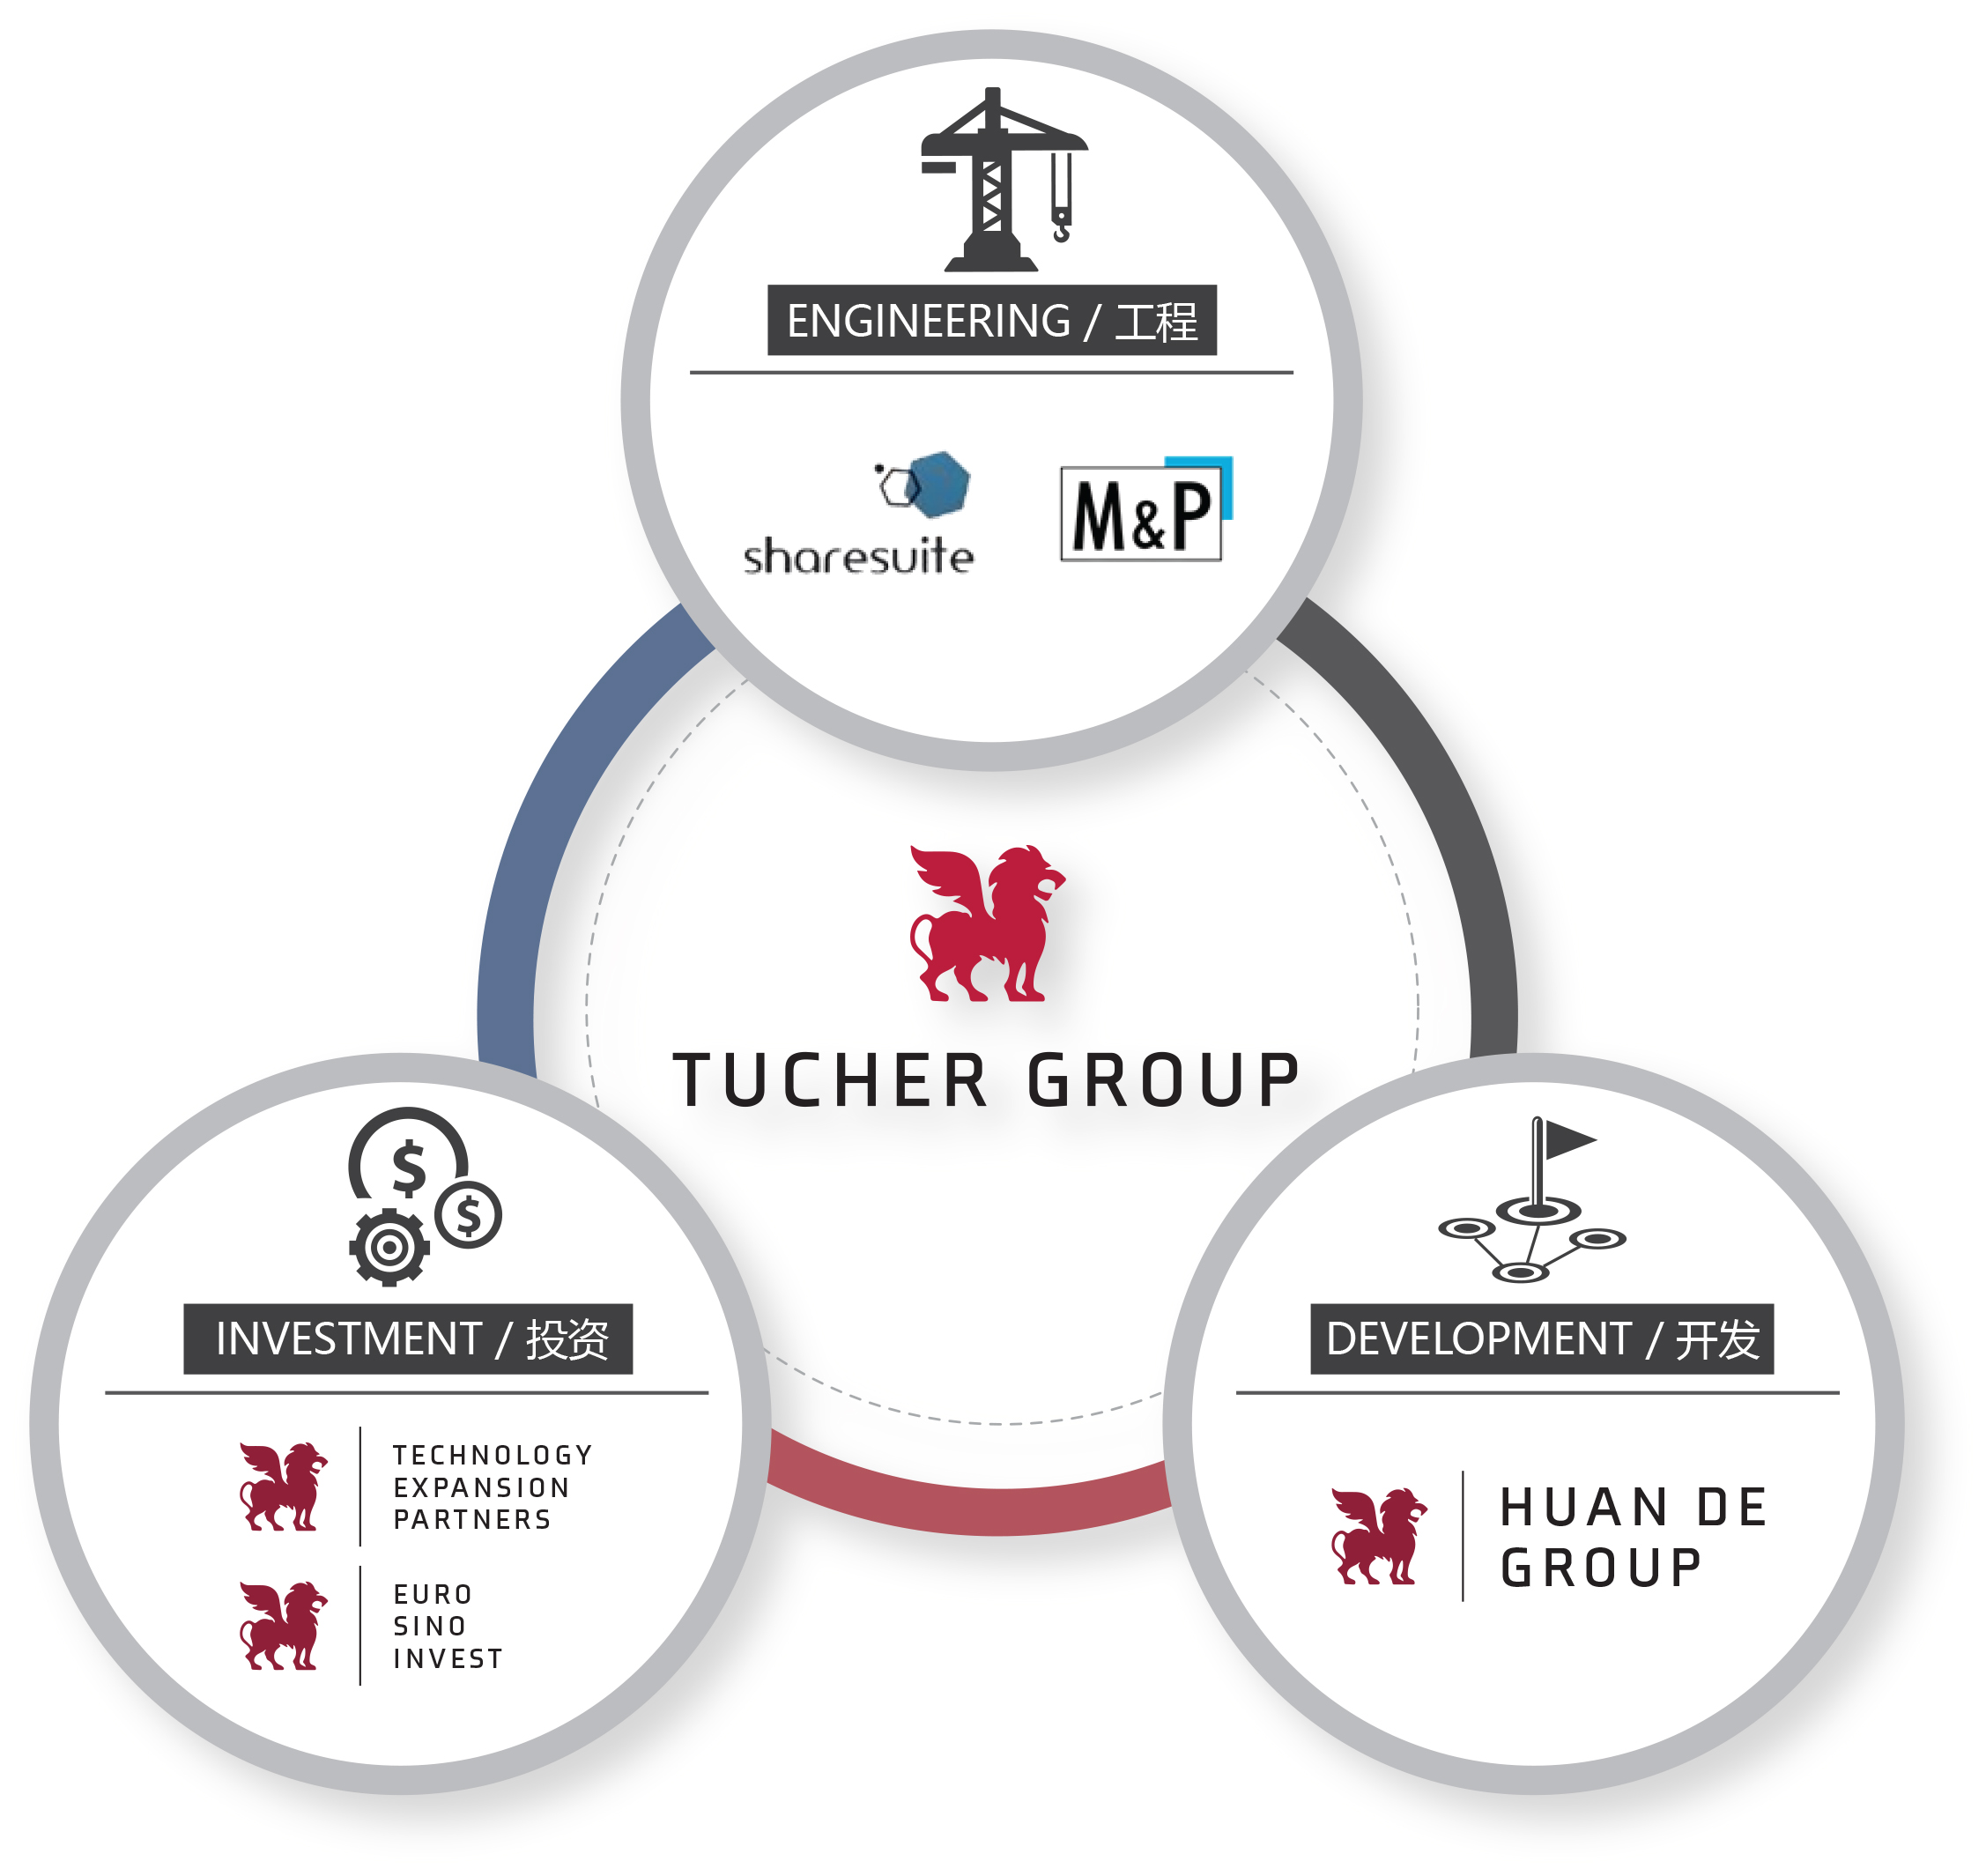 ENGINEERING / 工程
sharesuite
M&P
TUCHER GROUP
$
$
INVESTMENT / 投资
TECHNOLOGY
EXPANSION
PARTNERS
EURO
SINO
INVEST
DEVELOPMENT / 开发
HUAN DE
GROUP